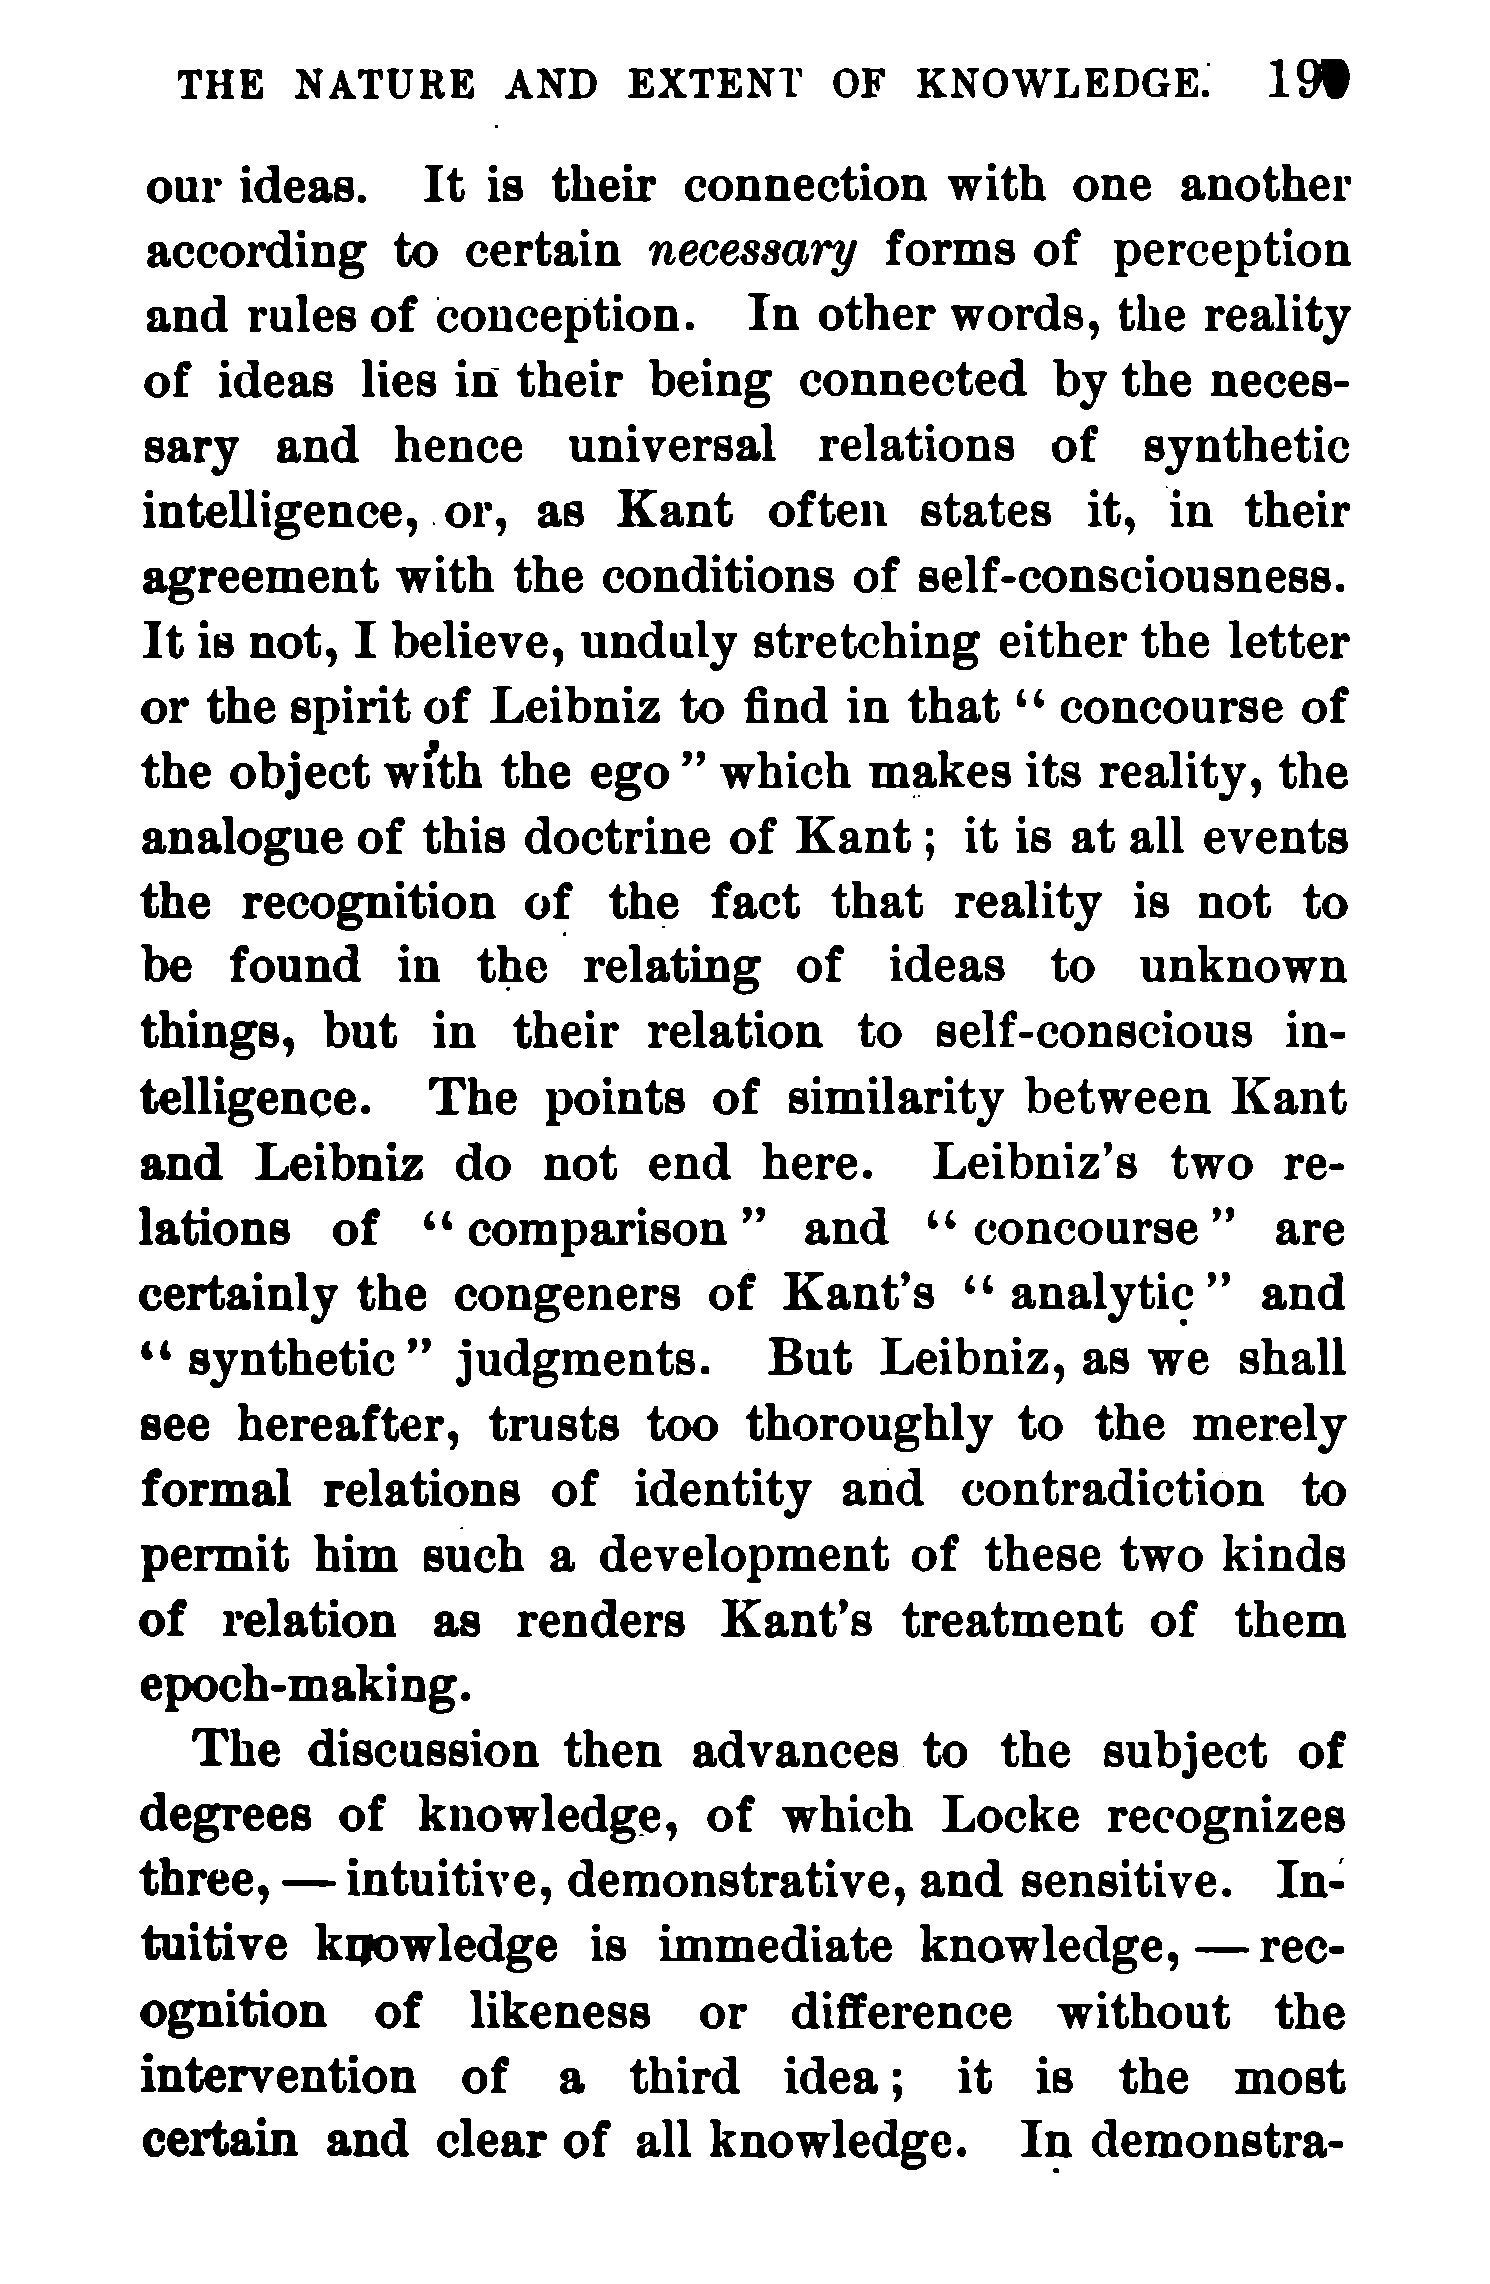 THE NATURE AND EXTENT OF KNOWLEDGE.
our ideas. It is their connection with one another
according to certain necessary forms of perception
and rules of conception. In other words, the reality
of ideas lies in their being connected by the neces-
sary and hence universal relations of synthetic
intelligence, or, as Kant often states it, in their
agreement with the conditions of self-consciousness.
It is not, I believe, unduly stretching either the letter
or the spirit of Leibniz to find in that “ concourse of
the object with the ego ” which makes its reality, the
analogue of this doctrine of Kant ; it is at all events
the recognition of the fact that reality is not to
be found in the relating of ideas to unknown
things, but in their relation to self-conscious in-
telligence. The points of similarity between Kant
and Leibniz do not end here. Leibniz’s two re-
lations of “ comparison ” and “ concourse ” are
certainly the congeners of Kant’s “ analytic ” and
“ synthetic ” judgments. But Leibniz, as we shall
see hereafter, trusts too thoroughly to the merely
formal relations of identity and contradiction to
permit him such a development of these two kinds
of relation as renders Kant’s treatment of them
epoch-making.
The discussion then advances to the subject of
degrees of knowledge, of which Locke recognizes
three, — intuitive, demonstrative, and sensitive. In-
tuitive knowledge is immediate knowledge, — rec-
ognition of likeness or difference without the
intervention of a third idea ; it is the most
certain and clear of all knowledge. In demonstra-